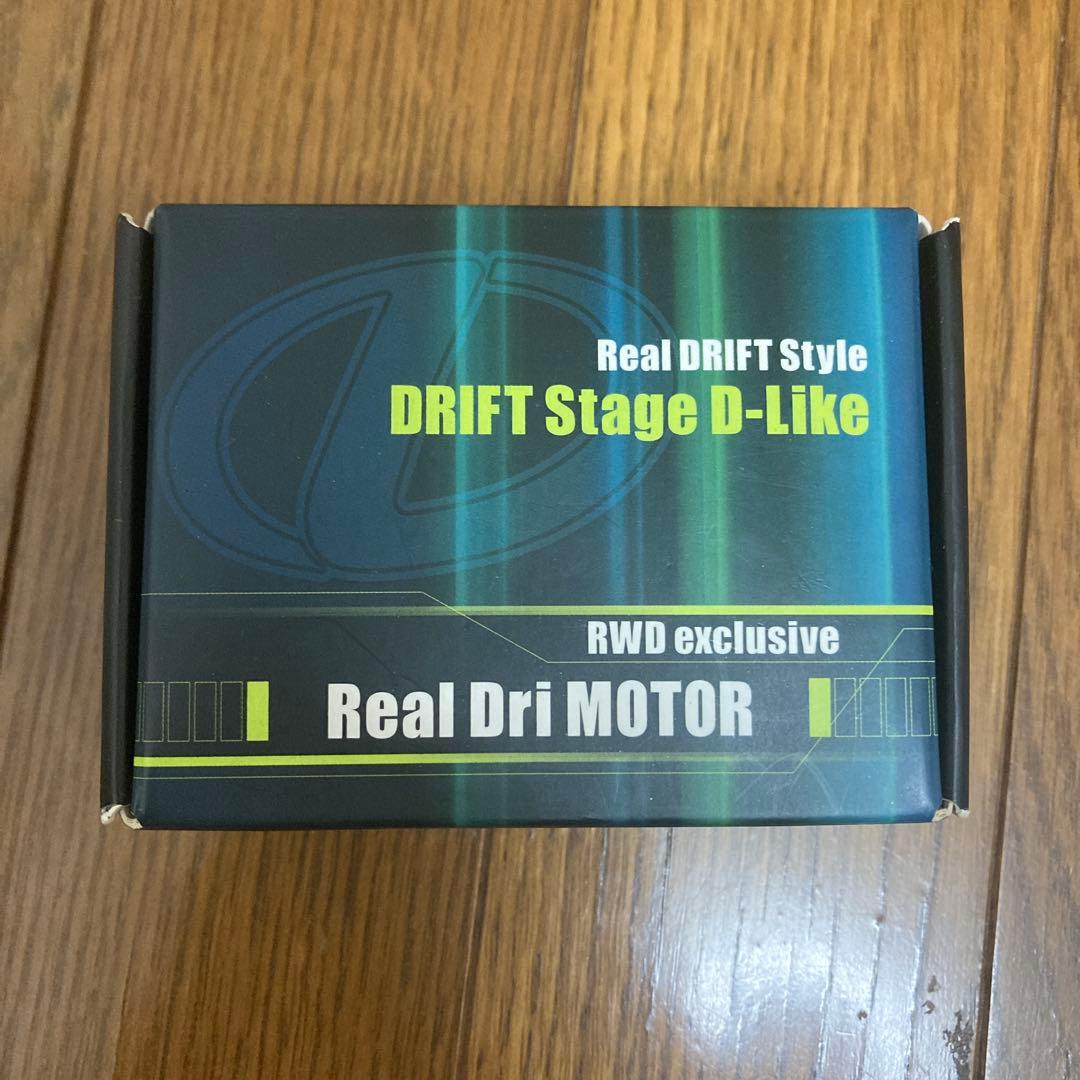 Real DRIFT Style
DRIFT Stage D-Like
RWD exclusive
Real Dri MOTOR